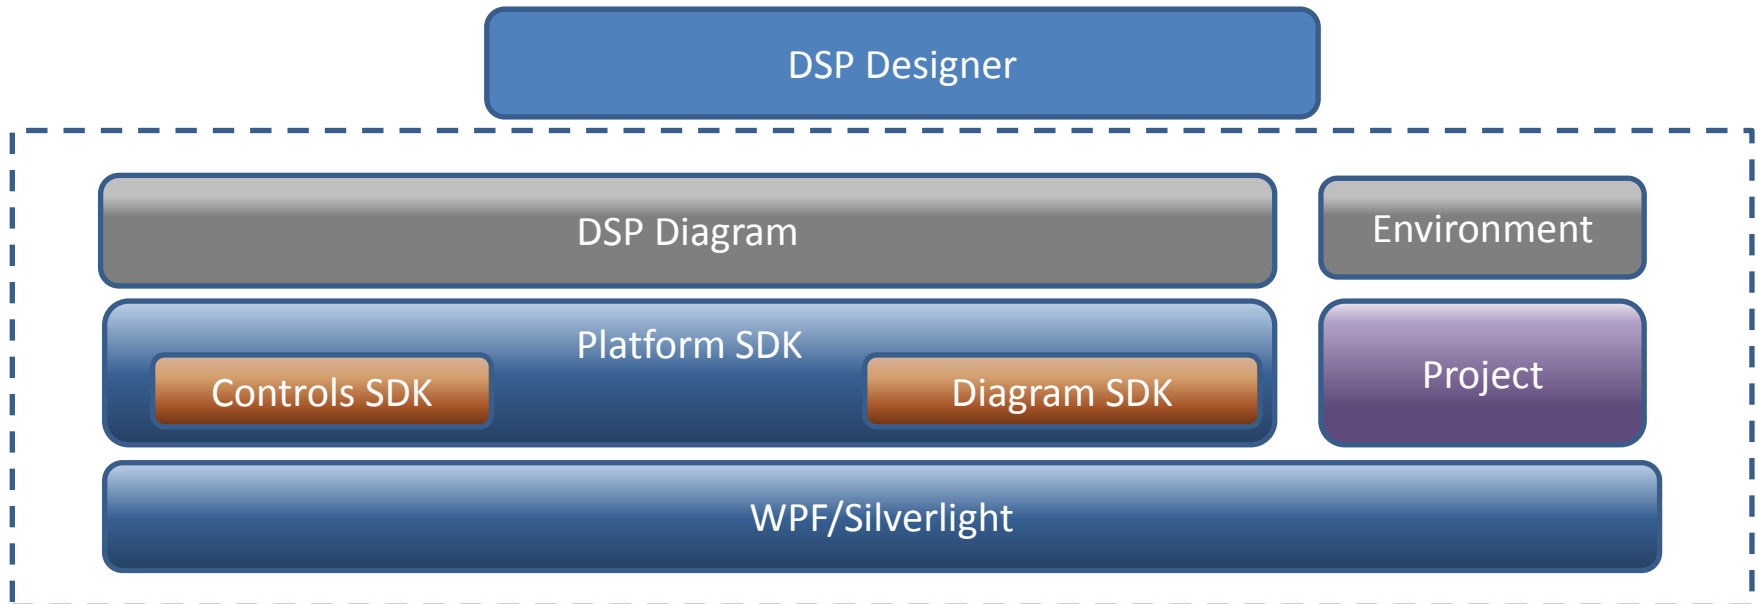 DSP Designer
DSP Diagram
Environment
Platform SDK
Controls SDK
Diagram SDK
Project
WPF/Silverlight